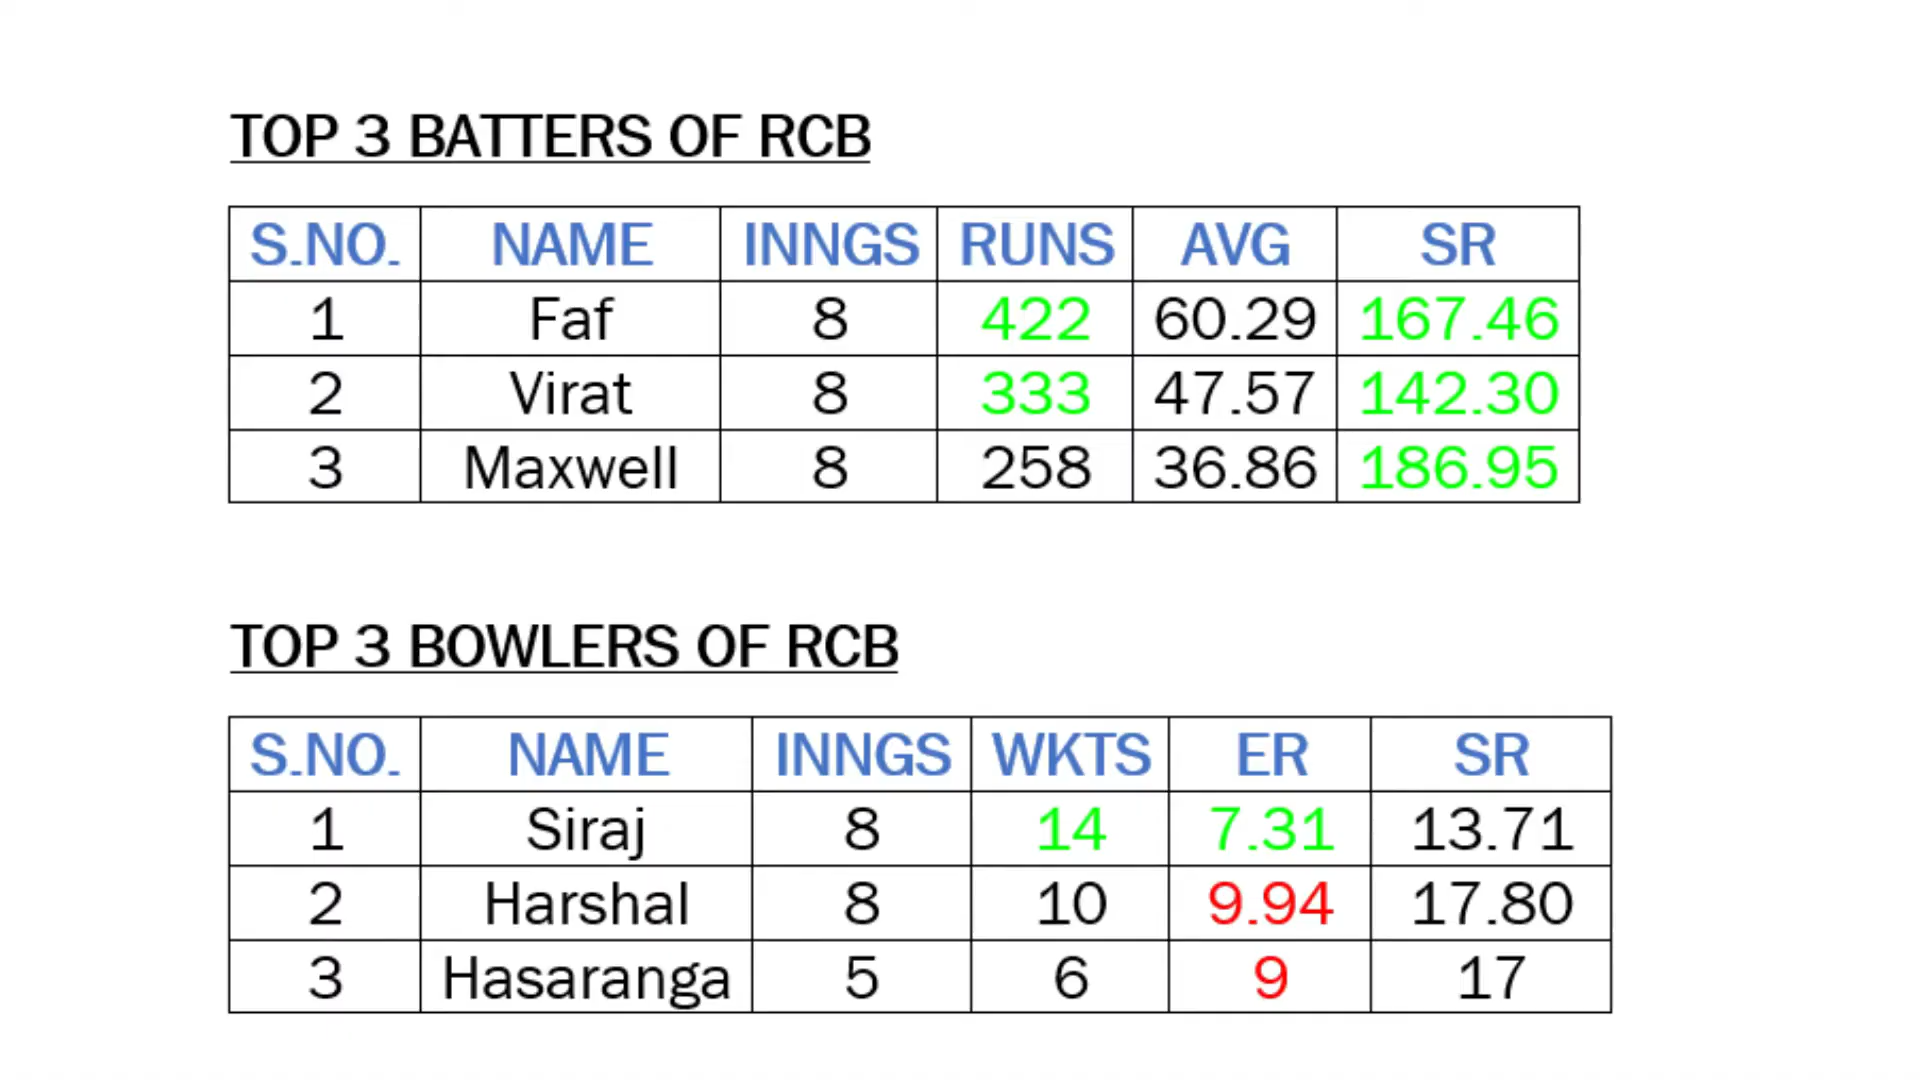 TOP 3 BATTERS OF RCB
S.NO. NAME INNGS RUNS AVG SR
1 Faf 8 422 60.29 167.46
2 Virat 8 333 47.57 142.30
3 Maxwell 8 258 36.86 186.95
TOP 3 BOWLERS OF RCB
S.NO. NAME INNGS WKTS ER SR
1 Siraj 8 14 7.31 13.71
2 Harshal 8 10 9.94 17.80
3 Hasaranga 5 6 9 17